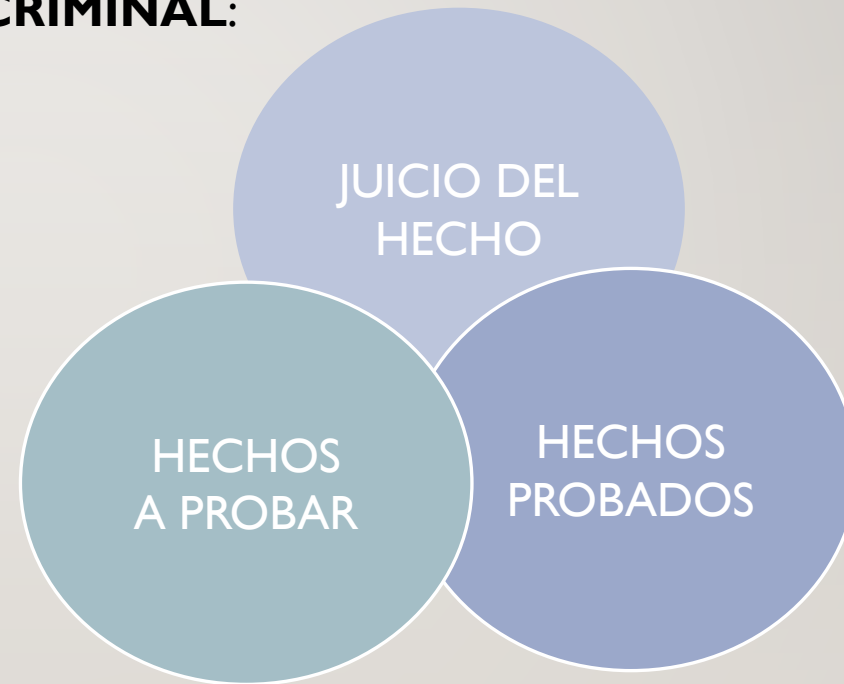 CRIMINAL:
JUICIO DEL
HECHO
HECHOS
A PROBAR
HECHOS
PROBADOS